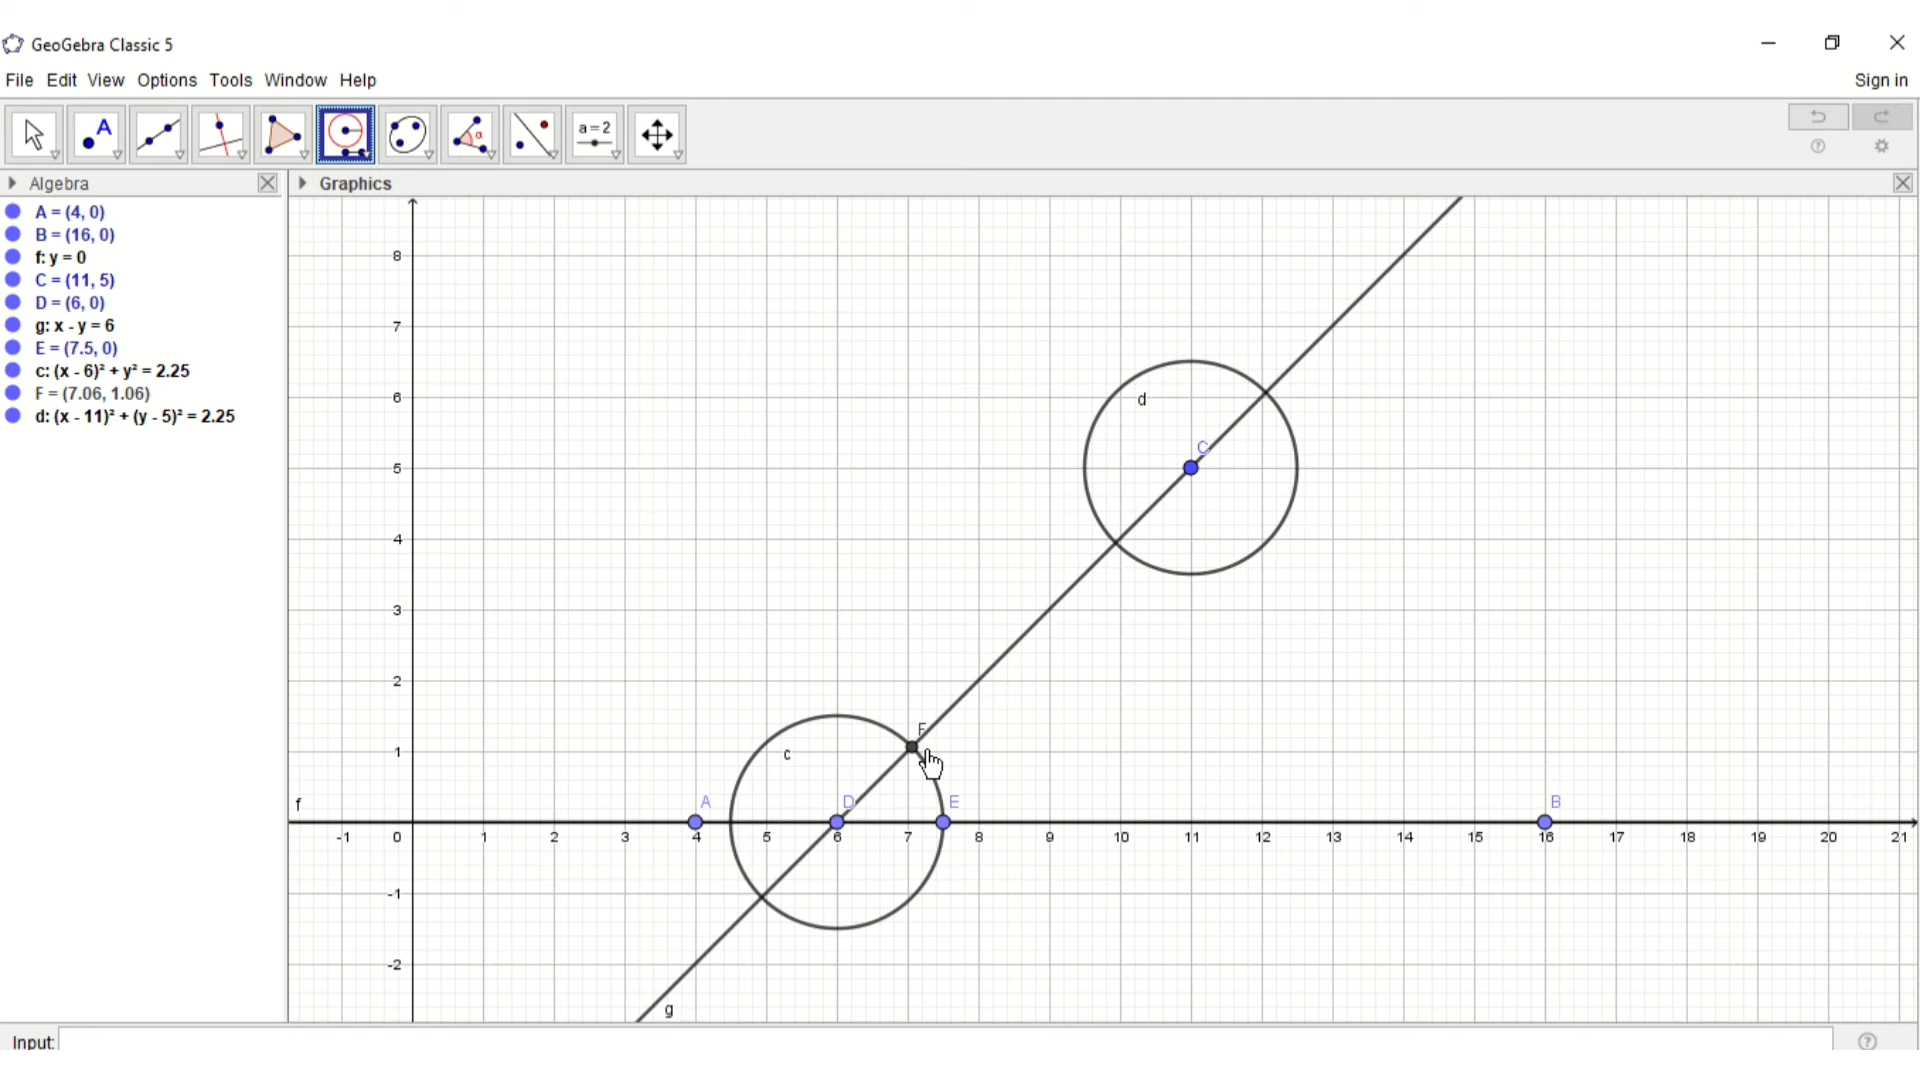 GeoGebra Classic 5
File Edit View Options Tools Window Help
Sign in
A
α
a=2
Algebra
Graphics
A = (4, 0)
B = (16, 0)
f: y = 0
C = (11, 5)
D = (6, 0)
g: x - y = 6
E = (7.5, 0)
c: (x - 6)² + y² = 2.25
F = (7.06, 1.06)
d: (x - 11)² + (y - 5)² = 2.25
8
7
6
d
C
5
4
3
2
F
1
c
f
A
D
E
B
-1 0 1 2 3 4 5 6 7 8 9 10 11 12 13 14 15 16 17 18 19 20 21
-1
-2
g
Input: